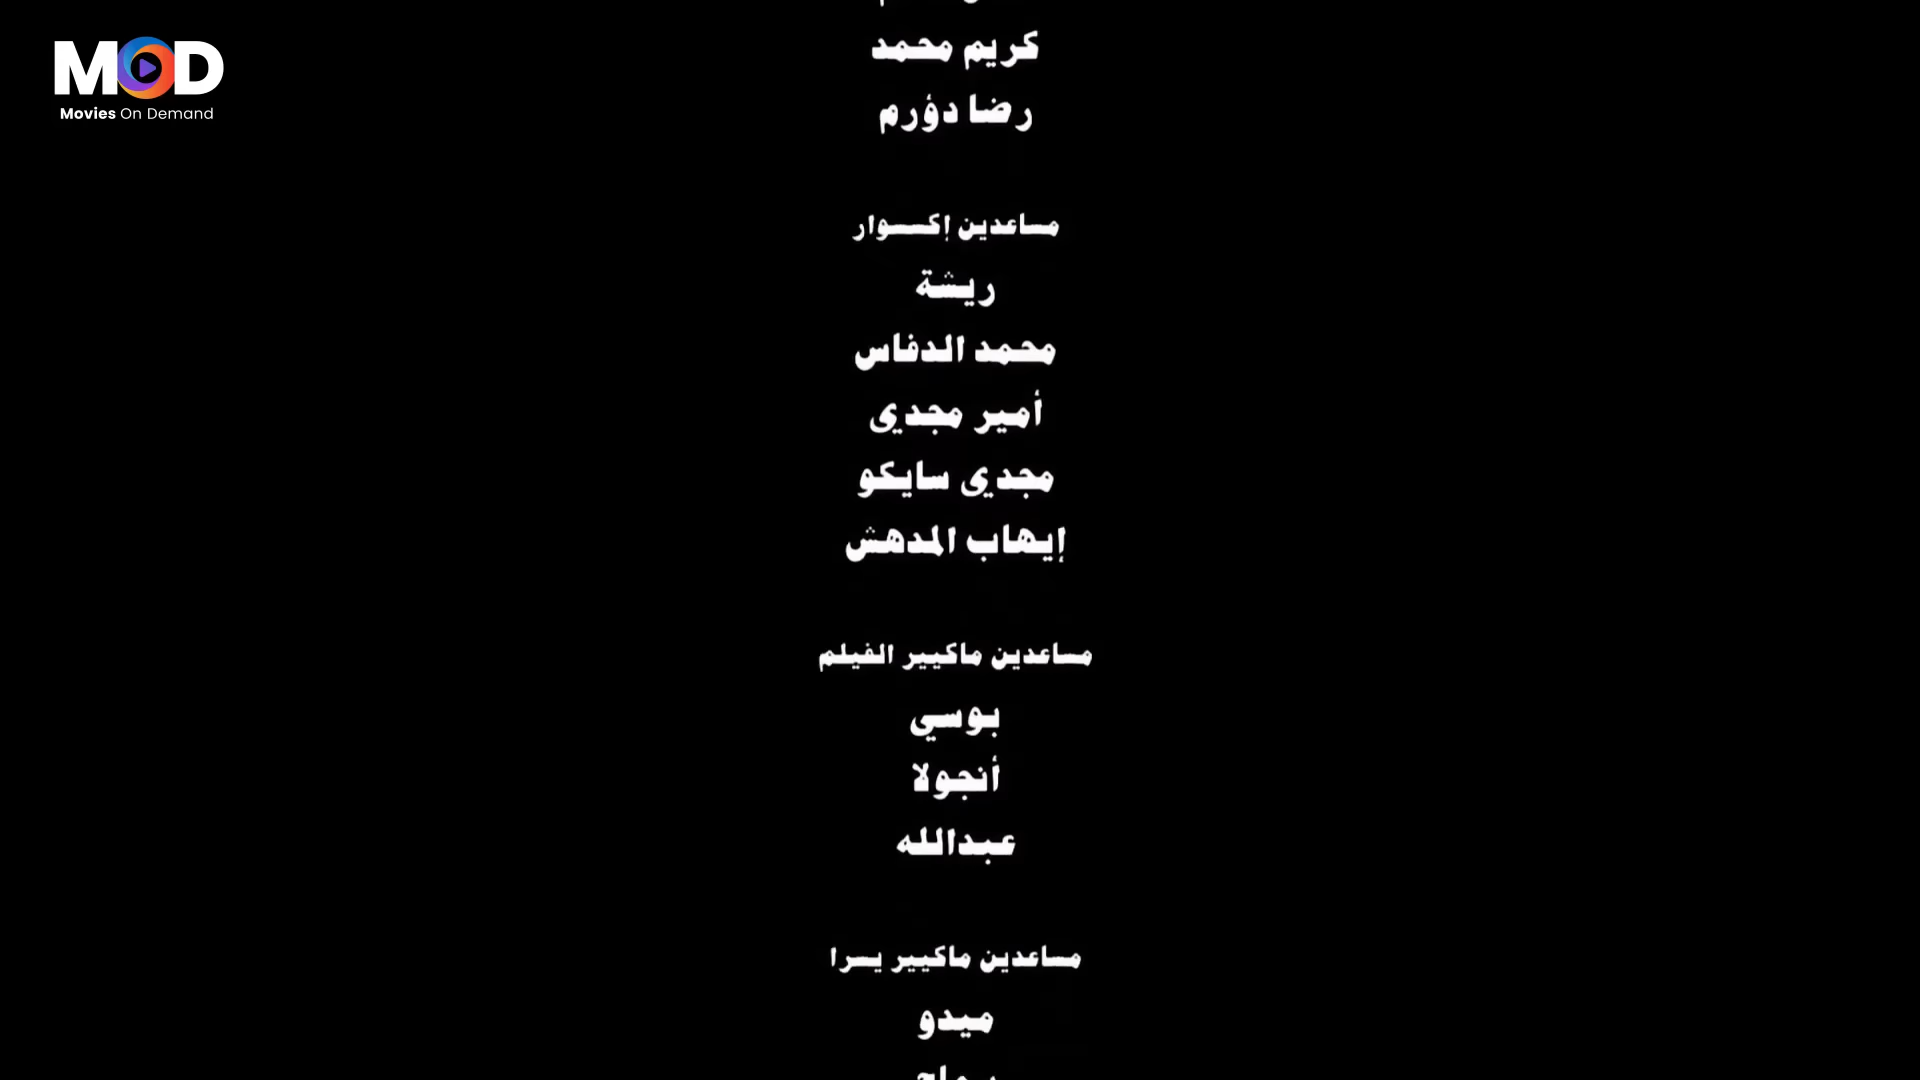 MOD
Movies On Demand
كريم محمد
رضا دؤرم
مساعدين إكسوار
ريشة
محمد الدفاس
أمير مجدي
مجدي سايكو
إيهاب المدهش
مساعدين ماكيير الفيلم
بوسي
أنجولا
عبدالله
مساعدين ماكيير يسرا
ميدو